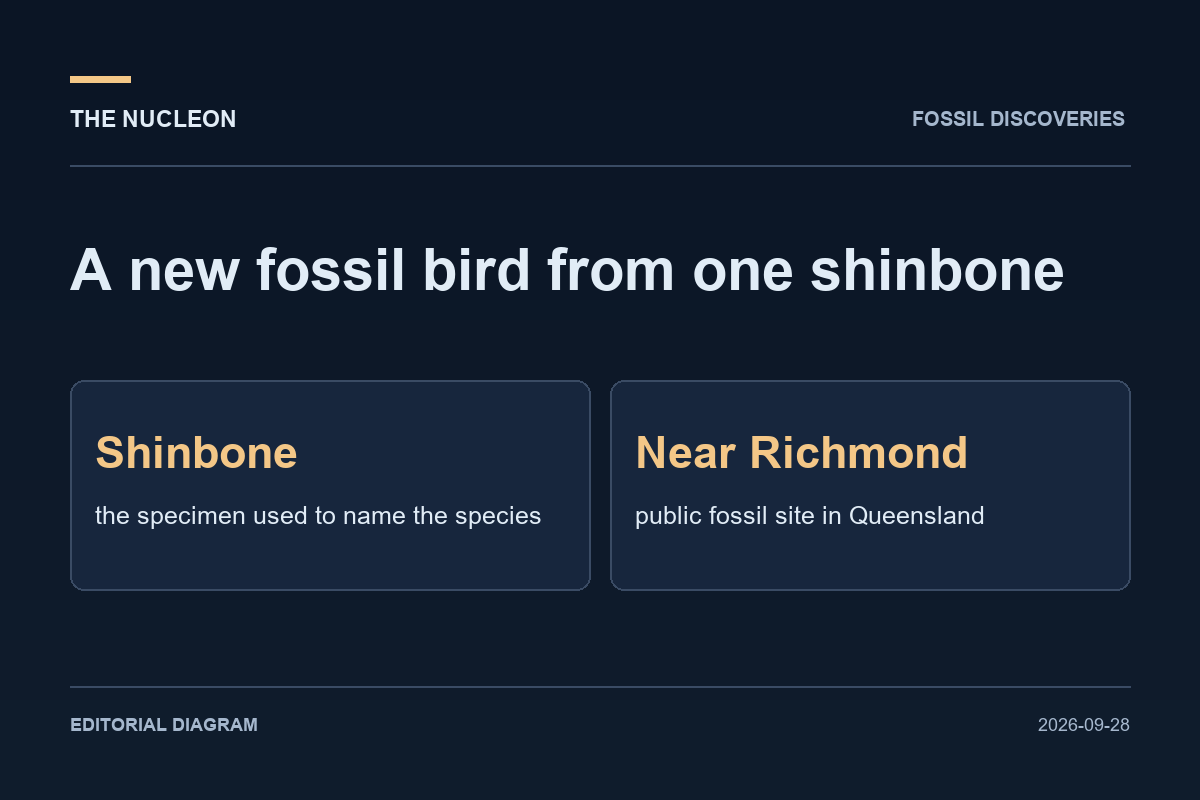 THE NUCLEON
FOSSIL DISCOVERIES
A new fossil bird from one shinbone
Shinbone
the specimen used to name the species
Near Richmond
public fossil site in Queensland
EDITORIAL DIAGRAM
2026-09-28